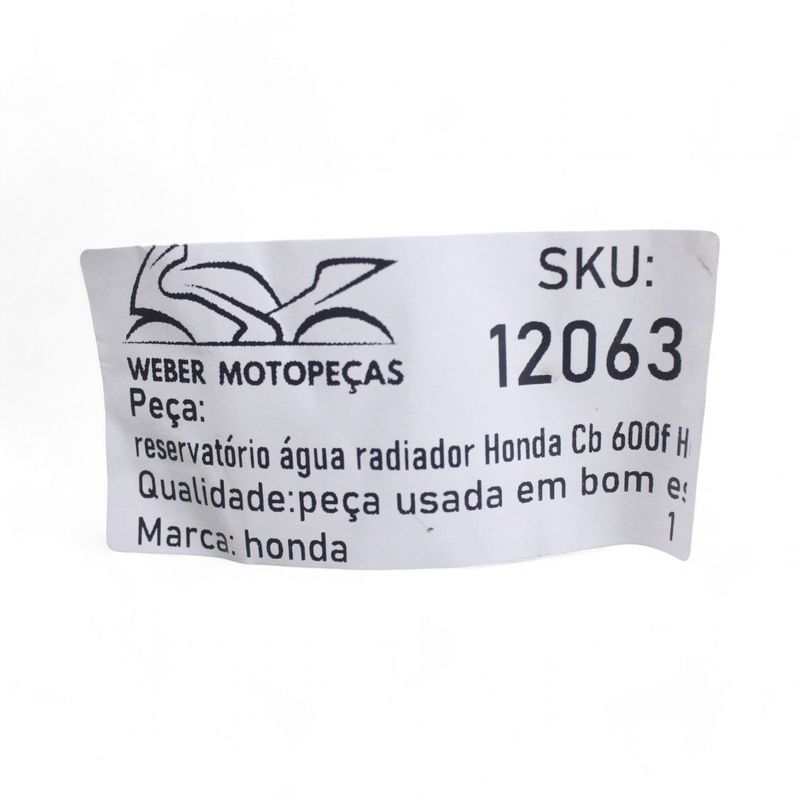 SKU:
12063
WEBER MOTOPEÇAS
Peça:
reservatório água radiador Honda Cb 600f H
Qualidade:peça usada em bom es
Marca: honda
1